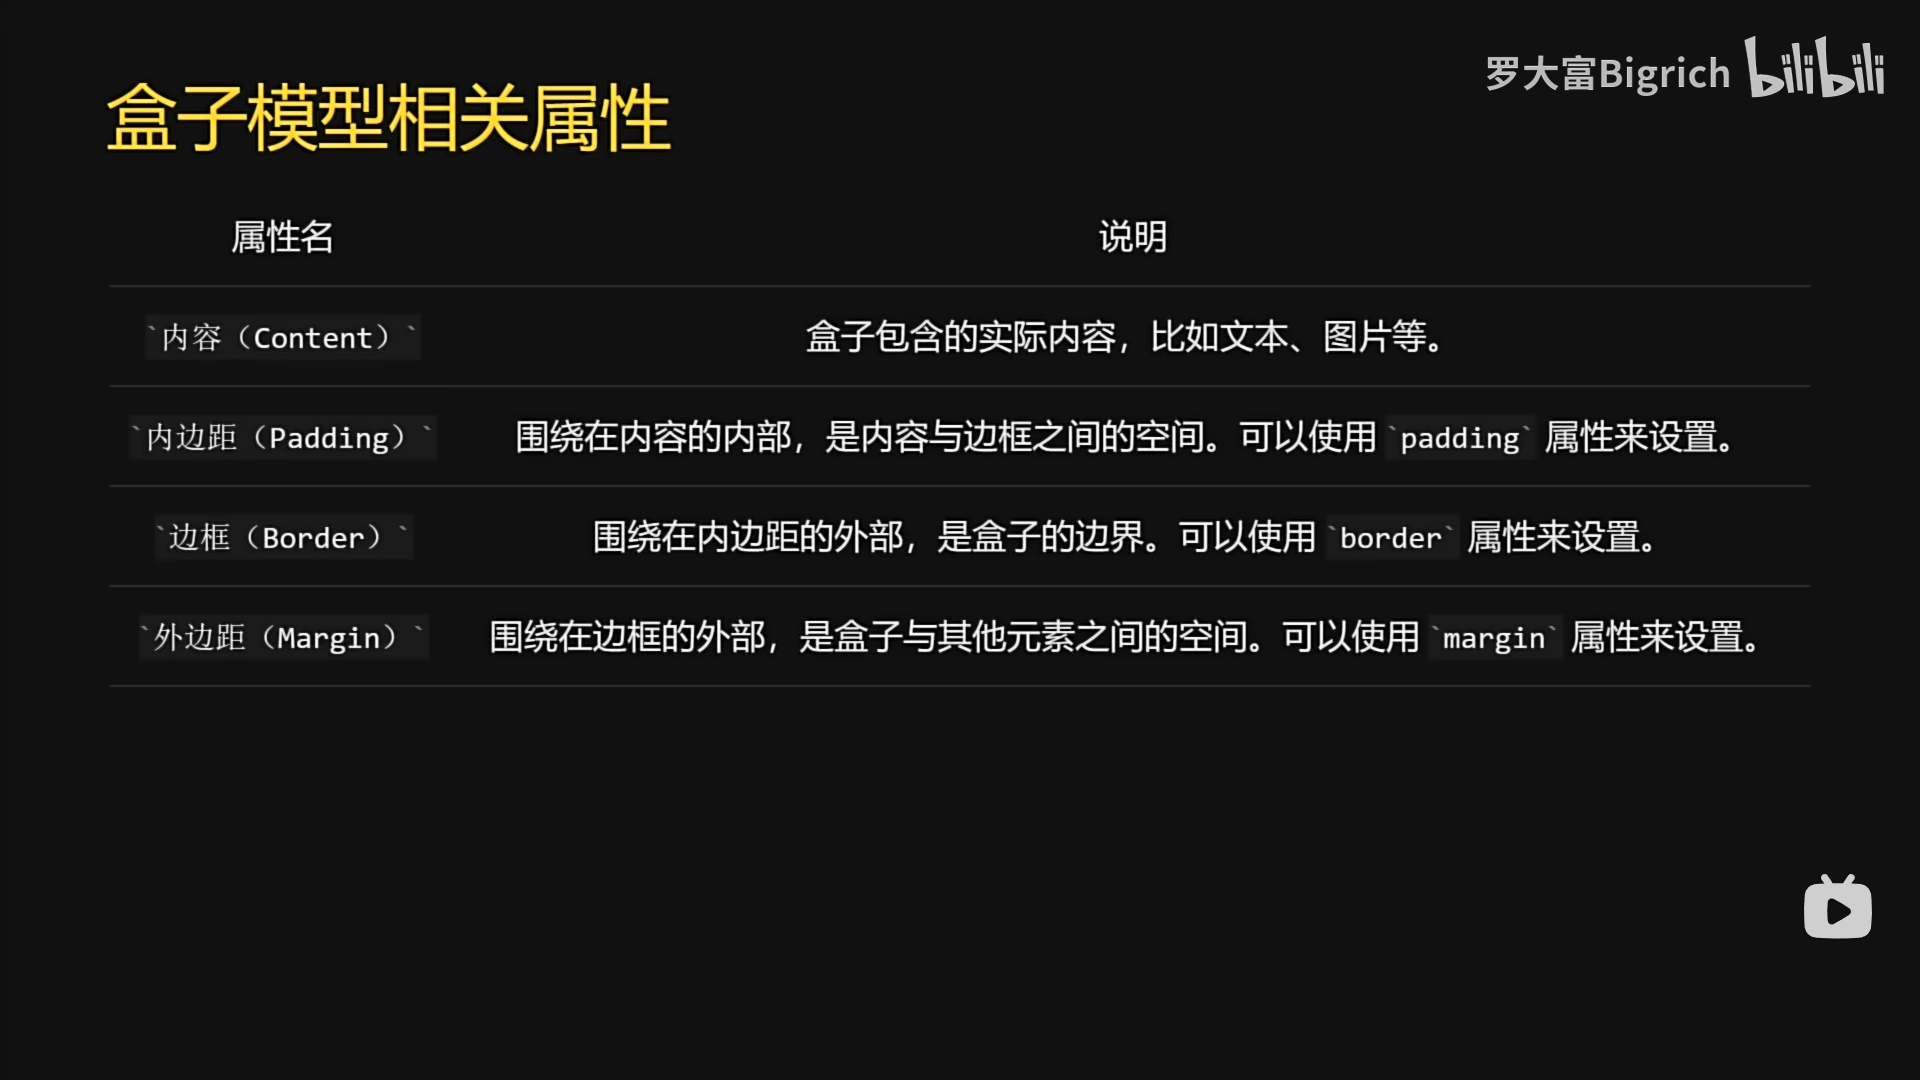 罗大富Bigrich bilibili
盒子模型相关属性
属性名 说明
`内容（Content）` 盒子包含的实际内容，比如文本、图片等。
`内边距（Padding）` 围绕在内容的内部，是内容与边框之间的空间。可以使用 `padding` 属性来设置。
`边框（Border）` 围绕在内边距的外部，是盒子的边界。可以使用 `border` 属性来设置。
`外边距（Margin）` 围绕在边框的外部，是盒子与其他元素之间的空间。可以使用 `margin` 属性来设置。